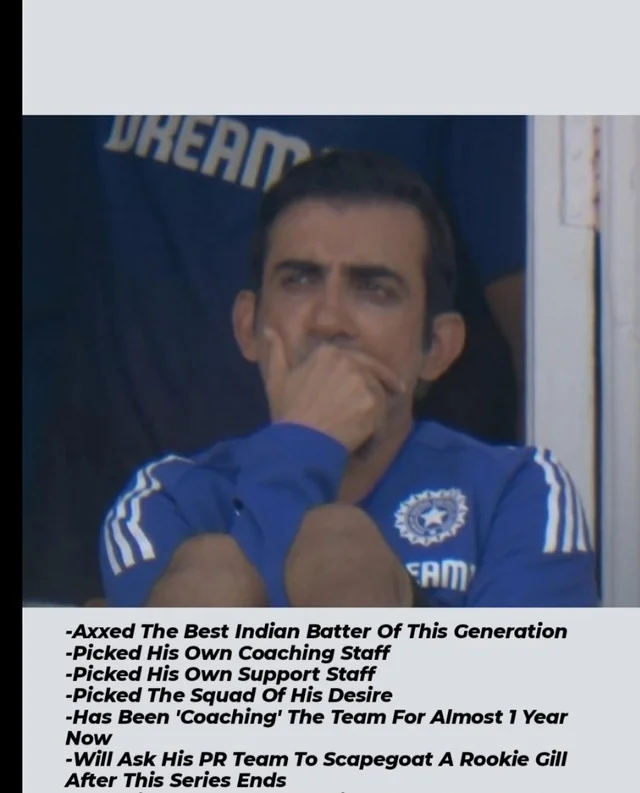 DREAM
EAM
-Axxed The Best Indian Batter Of This Generation
-Picked His Own Coaching Staff
-Picked His Own Support Staff
-Picked The Squad Of His Desire
-Has Been 'Coaching' The Team For Almost 1 Year
Now
-Will Ask His PR Team To Scapegoat A Rookie Gill
After This Series Ends